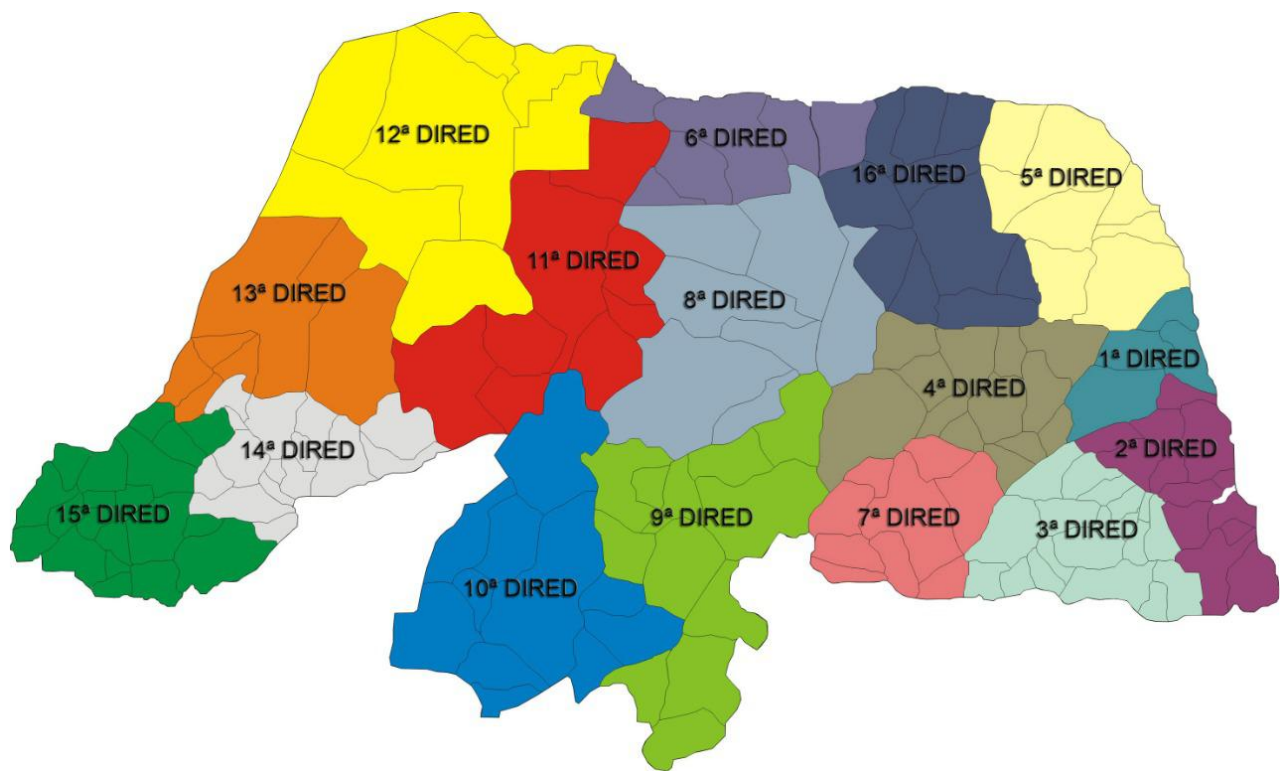 12ª DIRED
6ª DIRED
16ª DIRED
5ª DIRED
11ª DIRED
13ª DIRED
8ª DIRED
1ª DIRED
4ª DIRED
14ª DIRED
2ª DIRED
15ª DIRED
9ª DIRED
7ª DIRED
3ª DIRED
10ª DIRED